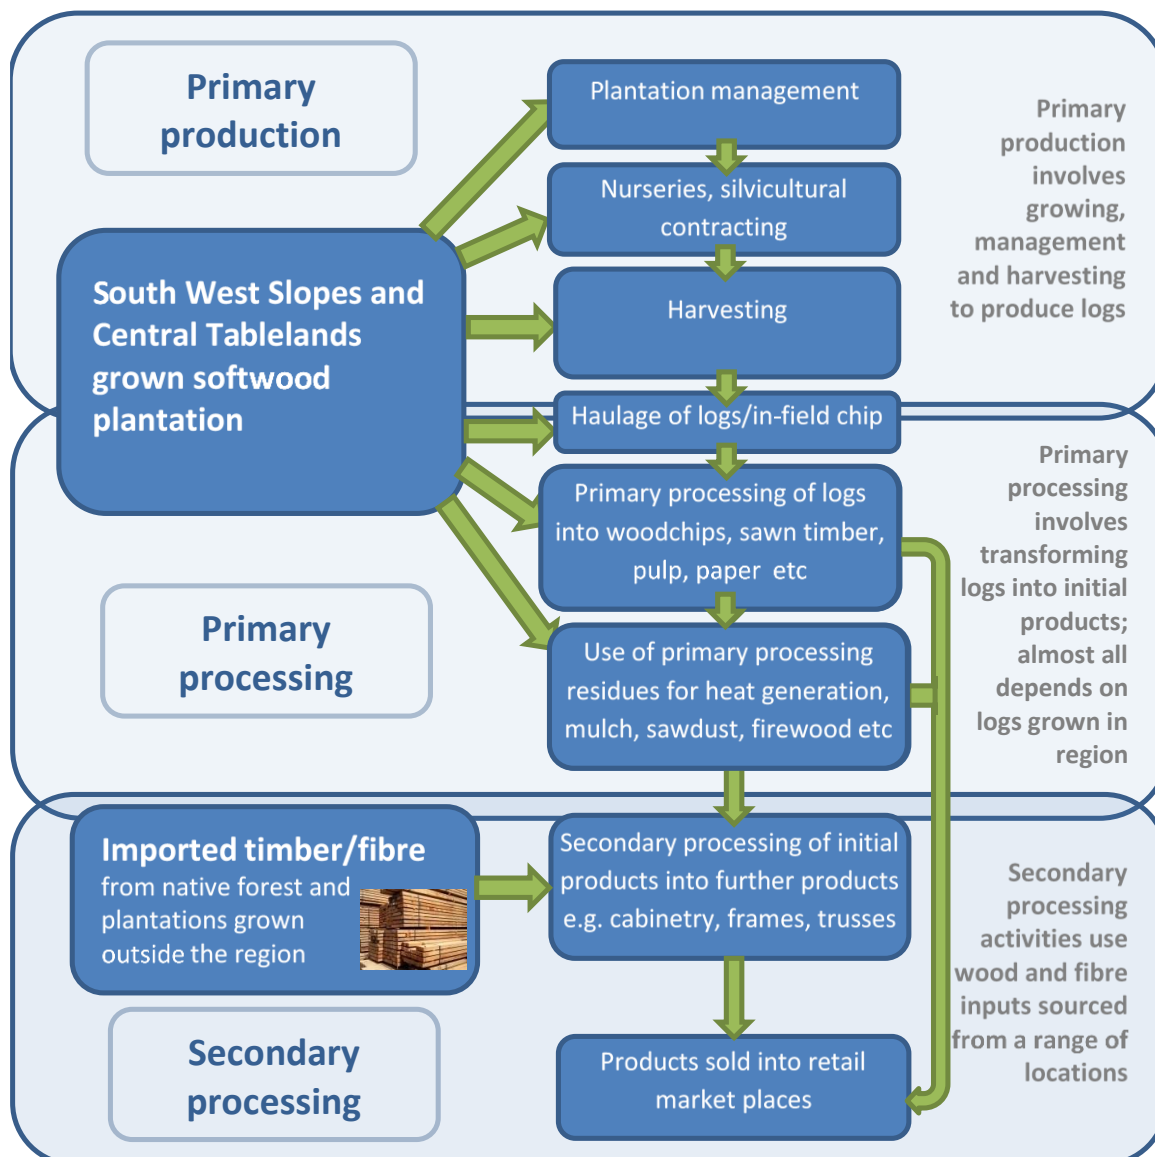 Primary
production
Plantation management
Nurseries, silvicultural
contracting
Harvesting
Primary
production
involves
growing,
management
and harvesting
to produce logs
South West Slopes and
Central Tablelands
grown softwood
plantation
Haulage of logs/in-field chip
Primary processing of logs
into woodchips, sawn timber,
pulp, paper etc
Use of primary processing
residues for heat generation,
mulch, sawdust, firewood etc
Primary
processing
Primary
processing
involves
transforming
logs into initial
products;
almost all
depends on
logs grown in
region
Imported timber/fibre
from native forest and
plantations grown
outside the region
Secondary processing of initial
products into further products
e.g. cabinetry, frames, trusses
Secondary
processing
Products sold into retail
market places
Secondary
processing
activities use
wood and fibre
inputs sourced
from a range of
locations